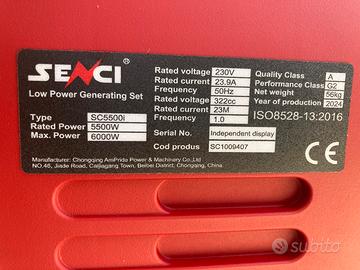 SENCI
Low Power Generating Set
Type SC5500i
Rated Power 5500W
Max. Power 6000W
Rated voltage 230V
Rated current 23.9A
Frequency 50Hz
Rated voltage 322cc
Rated current 23M
Frequency 1.0
Serial No. Independent display
Cod produs SC1009407
Quality Class A
Performance Class G2
Net weight 56kg
Year of production 2024
ISO8528-13:2016
CE
Manufacturer: Chongqing AmPride Power & Machinery Co., Ltd
NO.46, Jiade Road, Caijiagang Town, Beibei District, Chongqing, China
subito